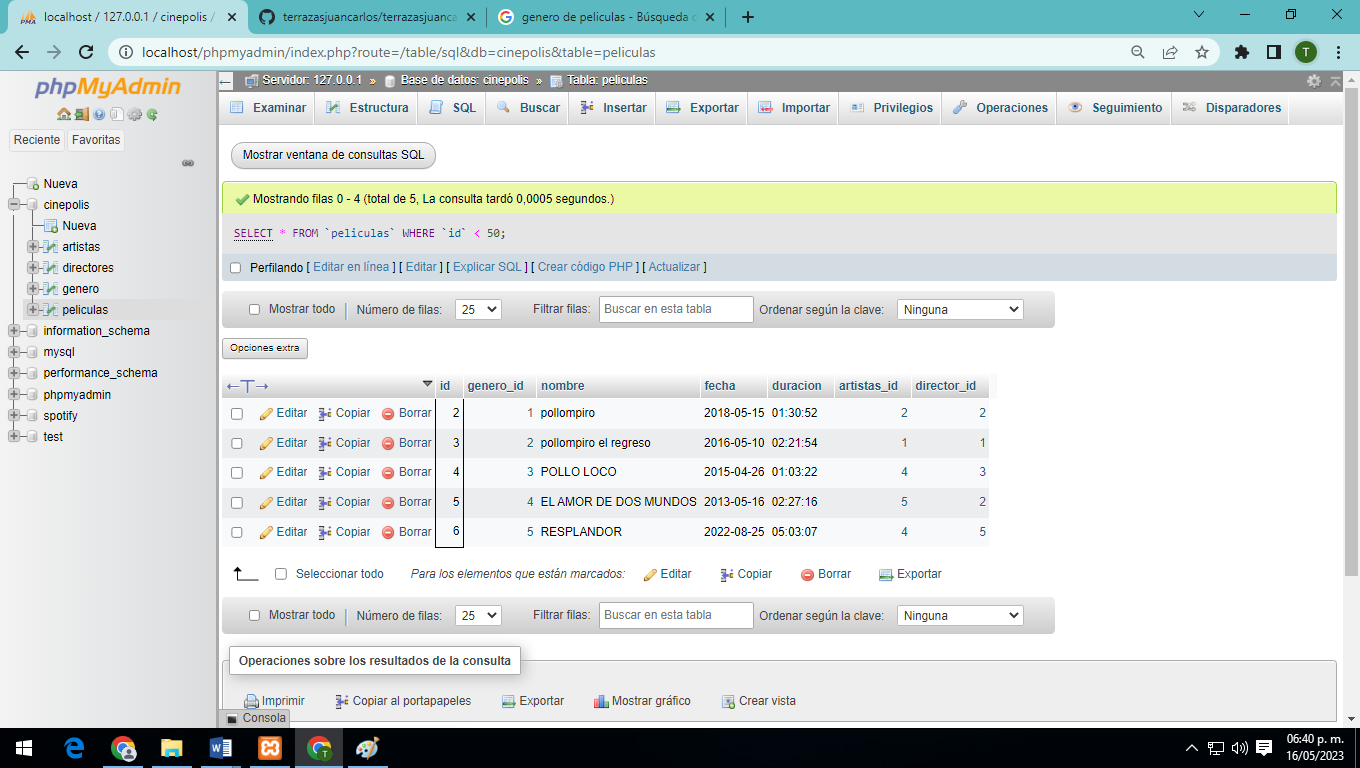 localhost / 127.0.0.1 / cinepolis /
terrazasjuancarlos/terrazasjuanca
genero de peliculas - Búsqueda
localhost/phpmyadmin/index.php?route=/table/sql&db=cinepolis&table=peliculas
T
phpMyAdmin
Reciente Favoritas
Nueva
cinepolis
Nueva
artistas
directores
genero
peliculas
information_schema
mysql
performance_schema
phpmyadmin
spotify
test
Servidor: 127.0.0.1 » Base de datos: cinepolis » Tabla: peliculas
Examinar Estructura SQL Buscar Insertar Exportar Importar Privilegios Operaciones Seguimiento Disparadores
Mostrar ventana de consultas SQL
Mostrando filas 0 - 4 (total de 5, La consulta tardó 0,0005 segundos.)
SELECT * FROM `peliculas` WHERE `id` < 50;
Perfilando [ Editar en línea ] [ Editar ] [ Explicar SQL ] [ Crear código PHP ] [ Actualizar ]
Mostrar todo Número de filas: 25 Filtrar filas: Buscar en esta tabla Ordenar según la clave: Ninguna
Opciones extra
←T→ id genero_id nombre fecha duracion artistas_id director_id
Editar Copiar Borrar 2 1 pollompiro 2018-05-15 01:30:52 2 2
Editar Copiar Borrar 3 2 pollompiro el regreso 2016-05-10 02:21:54 1 1
Editar Copiar Borrar 4 3 POLLO LOCO 2015-04-26 01:03:22 4 3
Editar Copiar Borrar 5 4 EL AMOR DE DOS MUNDOS 2013-05-16 02:27:16 5 2
Editar Copiar Borrar 6 5 RESPLANDOR 2022-08-25 05:03:07 4 5
Seleccionar todo Para los elementos que están marcados: Editar Copiar Borrar Exportar
Mostrar todo Número de filas: 25 Filtrar filas: Buscar en esta tabla Ordenar según la clave: Ninguna
Operaciones sobre los resultados de la consulta
Imprimir Copiar al portapapeles Exportar Mostrar gráfico Crear vista
Consola
06:40 p. m.
16/05/2023